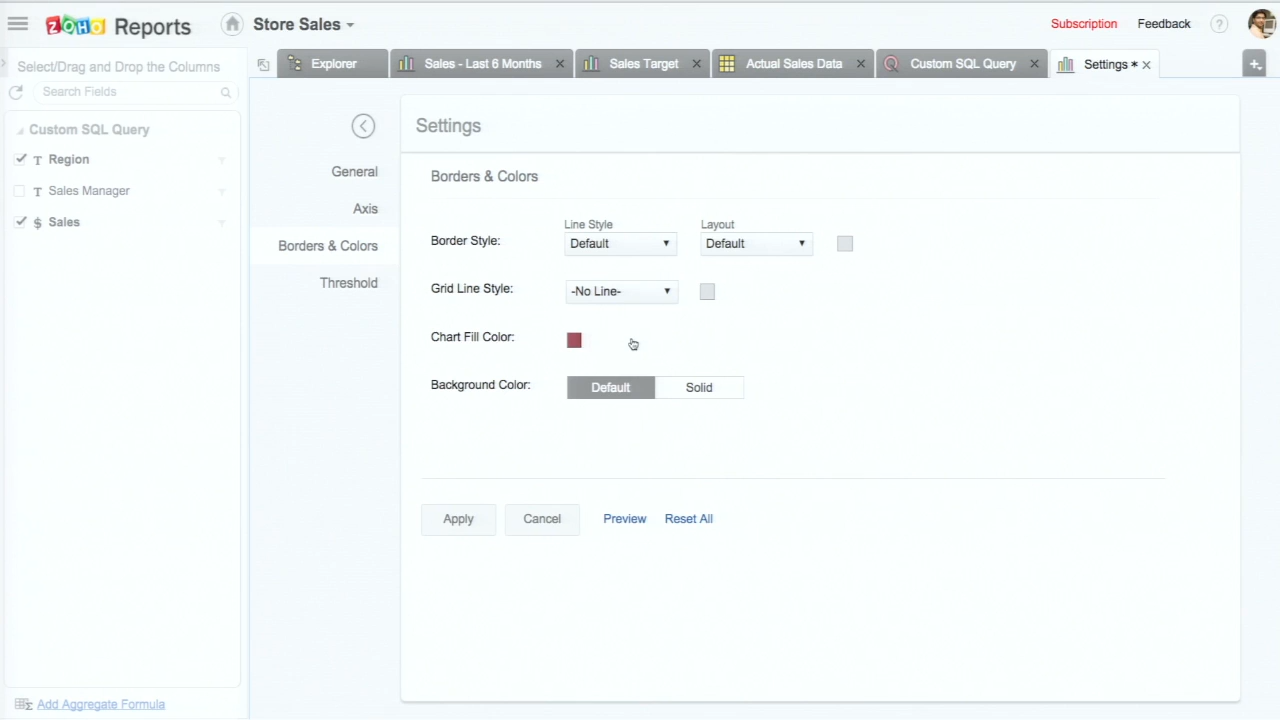 ZOHO Reports
Store Sales
Subscription
Feedback
?
Select/Drag and Drop the Columns
Explorer
Sales - Last 6 Months
Sales Target
Actual Sales Data
Custom SQL Query
Settings *
Search Fields
Custom SQL Query
T Region
T Sales Manager
$ Sales
Settings
General
Axis
Borders & Colors
Threshold
Borders & Colors
Line Style
Layout
Border Style:
Default
Default
Grid Line Style:
-No Line-
Chart Fill Color:
Background Color:
Default
Solid
Apply
Cancel
Preview
Reset All
Add Aggregate Formula